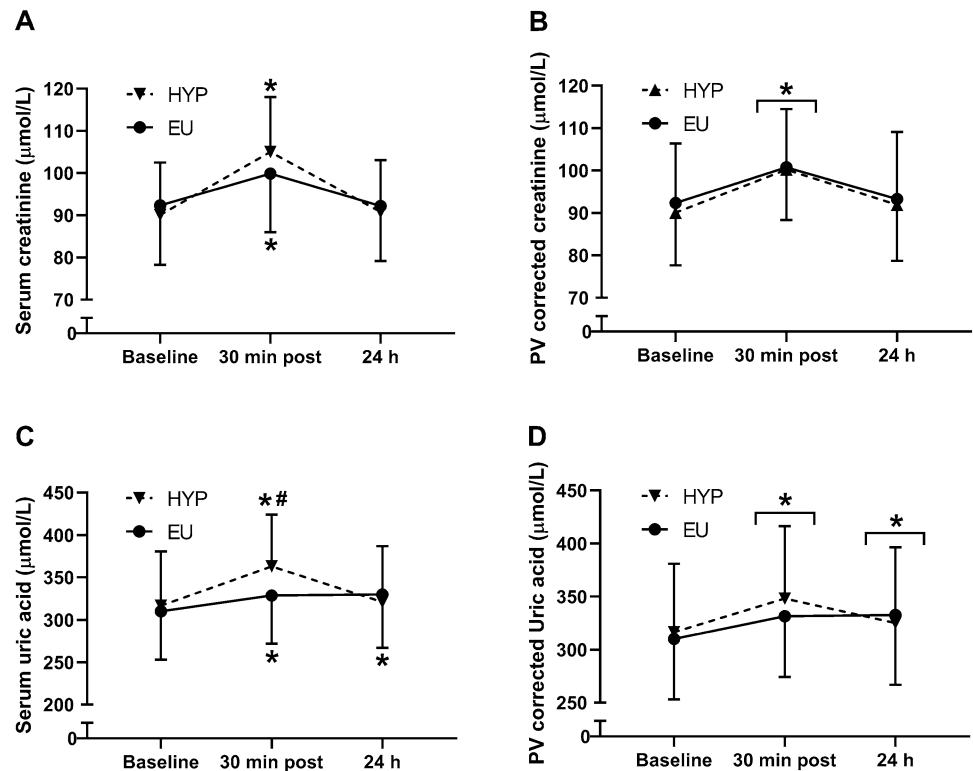 A
Serum creatinine (μmol/L)
120
110
100
90
80
70
0
HYP
EU
*
*
Baseline 30 min post 24 h
B
PV corrected creatinine (μmol/L)
120
110
100
90
80
70
0
HYP
EU
*
Baseline 30 min post 24 h
C
Serum uric acid (μmol/L)
450
400
350
300
250
200
0
HYP
EU
*#
*
*
Baseline 30 min post 24 h
D
PV corrected Uric acid (μmol/L)
450
400
350
300
250
0
HYP
EU
*
*
Baseline 30 min post 24 h